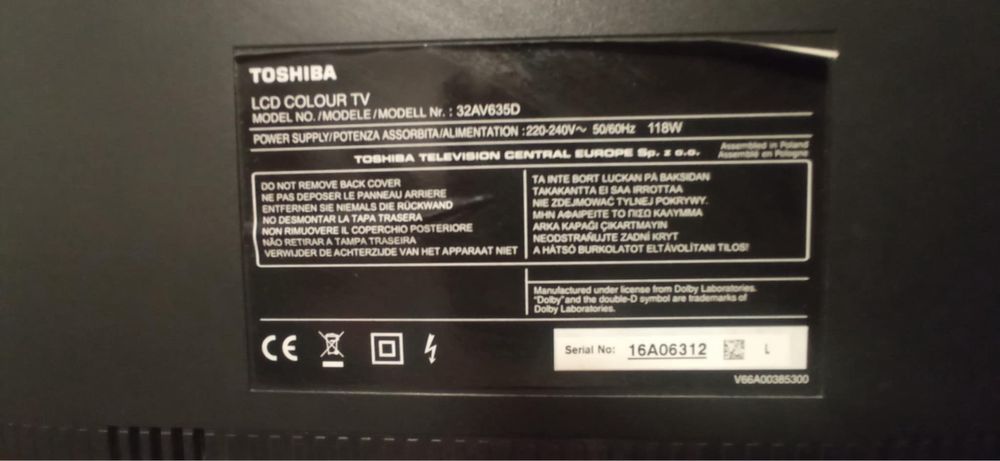 TOSHIBA
LCD COLOUR TV
MODEL NO./MODELE/MODELL Nr. : 32AV635D
POWER SUPPLY/POTENZA ASSORBITA/ALIMENTATION :220-240V~ 50/60Hz 118W
Assembled in Poland
Assemblé en Pologne
TOSHIBA TELEVISION CENTRAL EUROPE Sp. z o.o.
DO NOT REMOVE BACK COVER
NE PAS DEPOSER LE PANNEAU ARRIERE
ENTFERNEN SIE NIEMALS DIE RÜCKWAND
NO DESMONTAR LA TAPA TRASERA
NON RIMUOVERE IL COPERCHIO POSTERIORE
NÃO RETIRAR A TAMPA TRASEIRA
VERWIJDER DE ACHTERZIJDE VAN HET APPARAAT NIET
TA INTE BORT LUCKAN PÅ BAKSIDAN
TAKAKANTTA EI SAA IRROTTAA
NIE ZDEJMOWAĆ TYLNEJ POKRYWY.
ΜΗΝ ΑΦΑΙΡΕΙΤΕ ΤΟ ΠΙΣΩ ΚΑΛΥΜΜΑ
ARKA KAPAĞI ÇIKARTMAYIN
NEODSTRAŇUJTE ZADNÍ KRYT
A HÁTSÓ BURKOLATOT ELTÁVOLÍTANI TILOS!
Manufactured under license from Dolby Laboratories.
"Dolby"and the double-D symbol are trademarks of
Dolby Laboratories.
CE
Serial No: 16A06312 L
V66A00385300